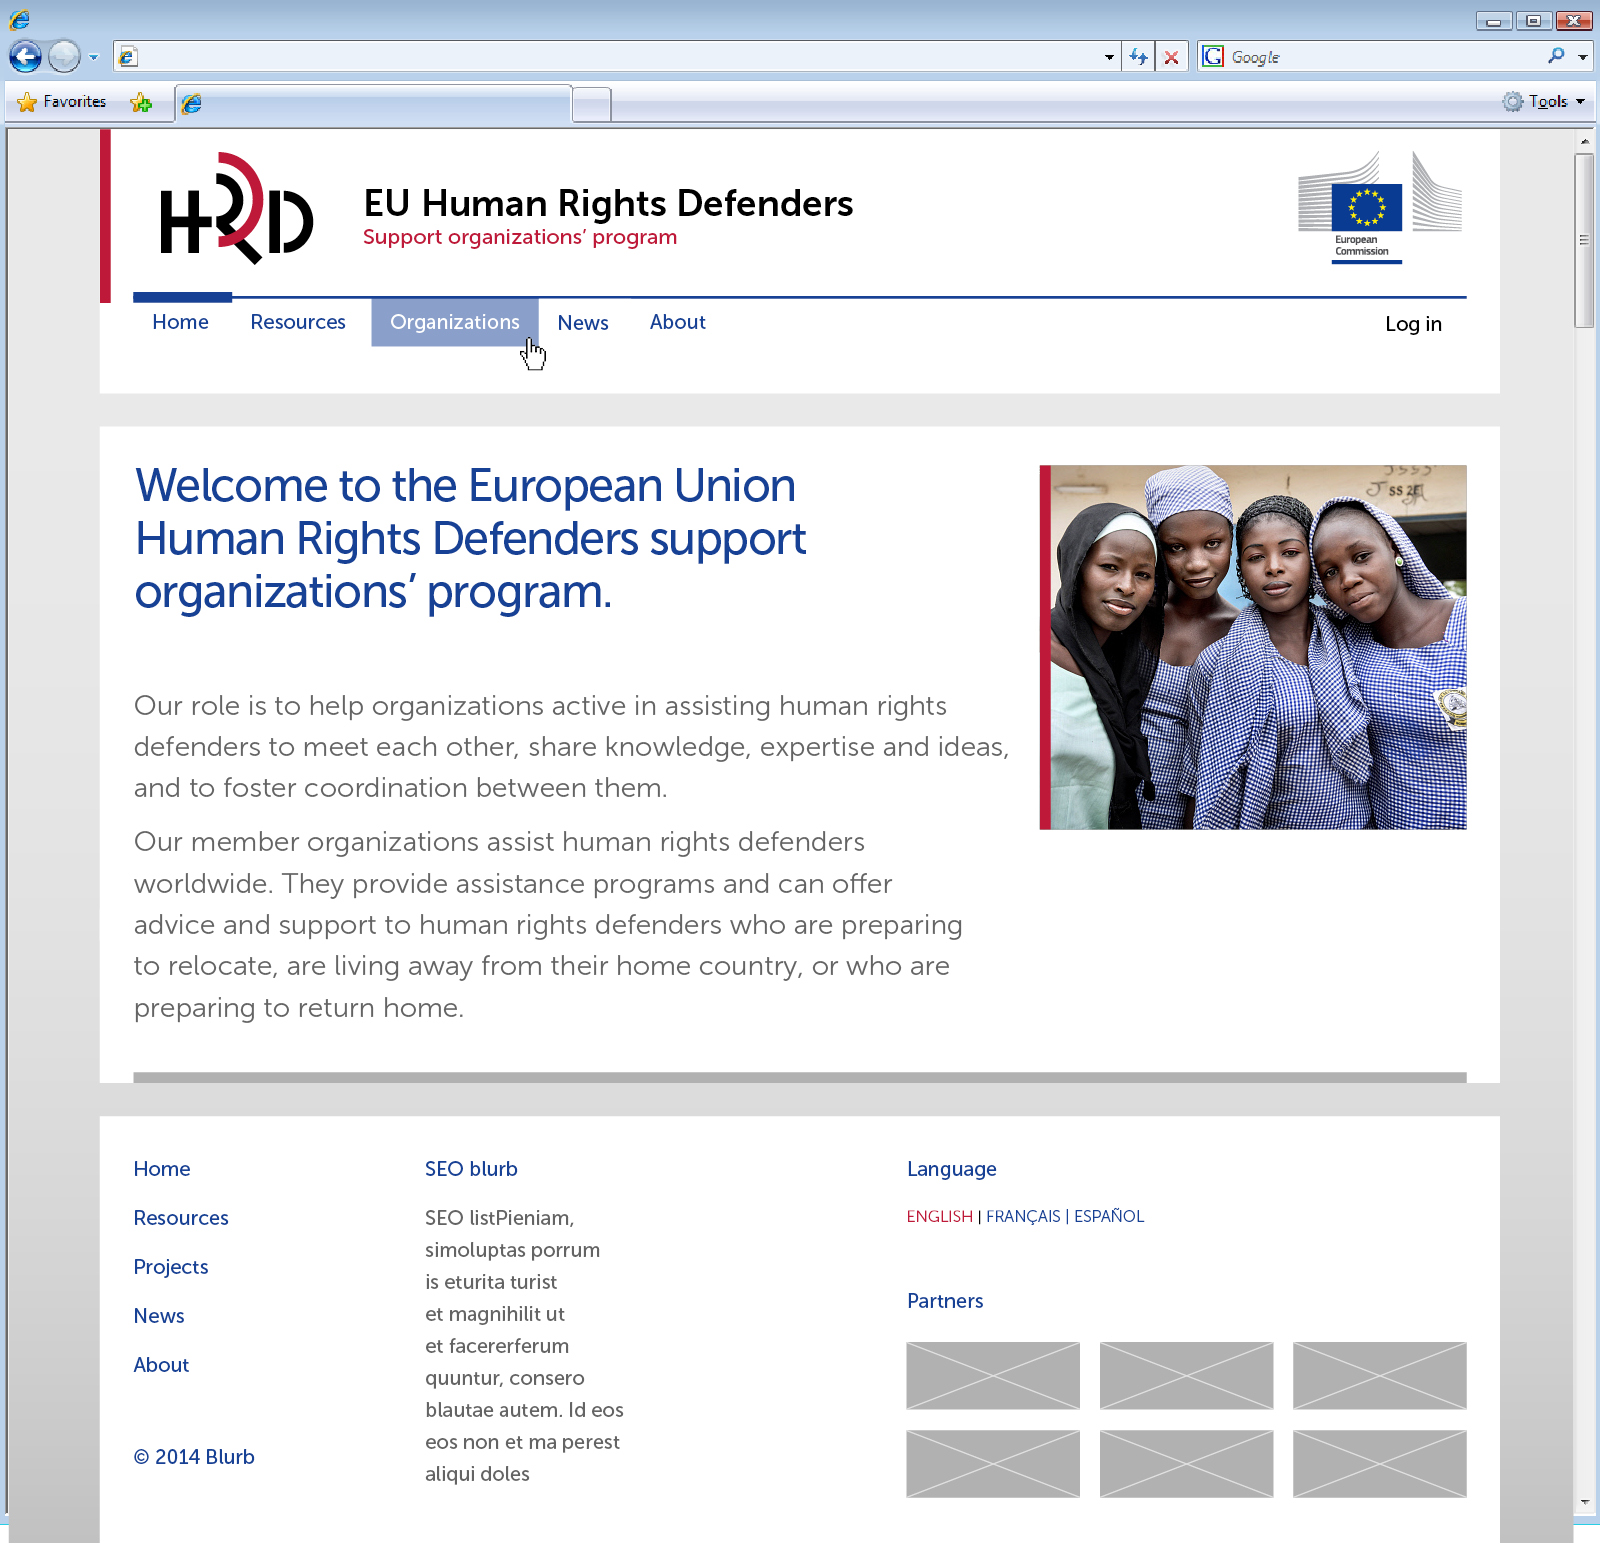 Google
Favorites
Tools
HRD
EU Human Rights Defenders
Support organizations’ program
European
Commission
Home
Resources
Organizations
News
About
Log in
Welcome to the European Union
Human Rights Defenders support
organizations’ program.
SS 2E
Our role is to help organizations active in assisting human rights
defenders to meet each other, share knowledge, expertise and ideas,
and to foster coordination between them.
Our member organizations assist human rights defenders
worldwide. They provide assistance programs and can offer
advice and support to human rights defenders who are preparing
to relocate, are living away from their home country, or who are
preparing to return home.
Home
Resources
Projects
News
About
© 2014 Blurb
SEO blurb
SEO listPieniam,
simoluptas porrum
is eturita turist
et magnihilit ut
et facererferum
quuntur, consero
blautae autem. Id eos
eos non et ma perest
aliqui doles
Language
ENGLISH | FRANÇAIS | ESPAÑOL
Partners